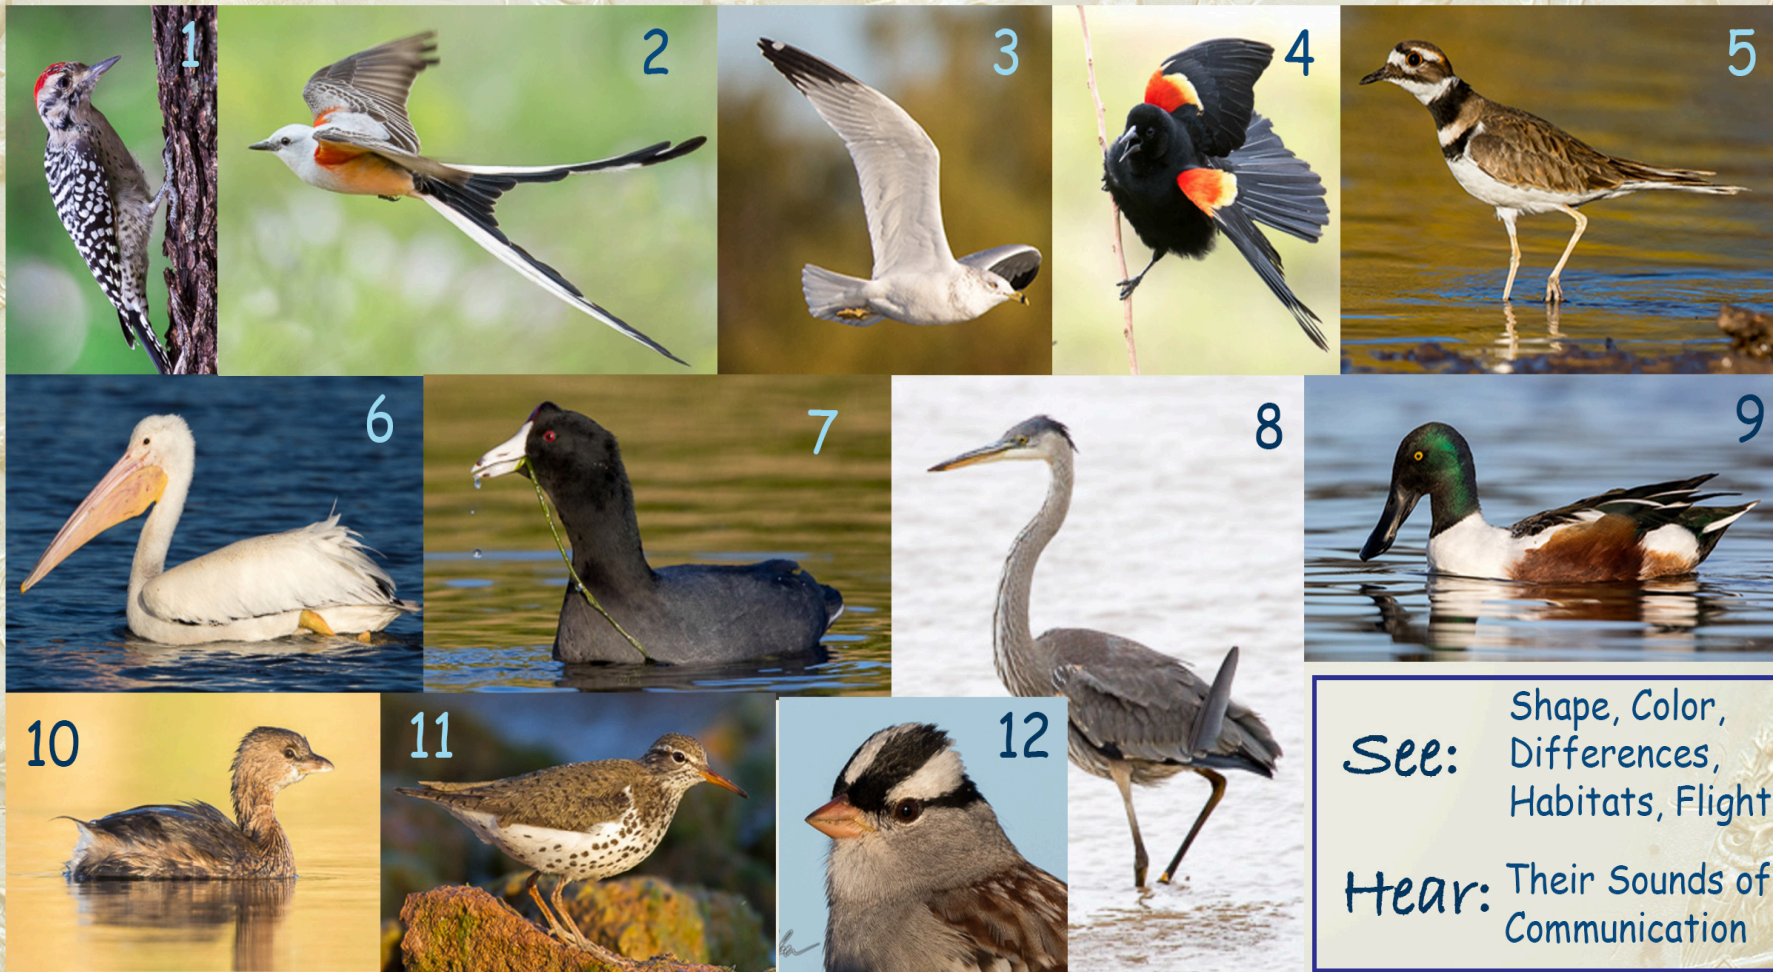 1
2
3
4
5
6
7
8
9
10
11
12
See:
Shape, Color,
Differences,
Habitats, Flight
Hear:
Their Sounds of
Communication